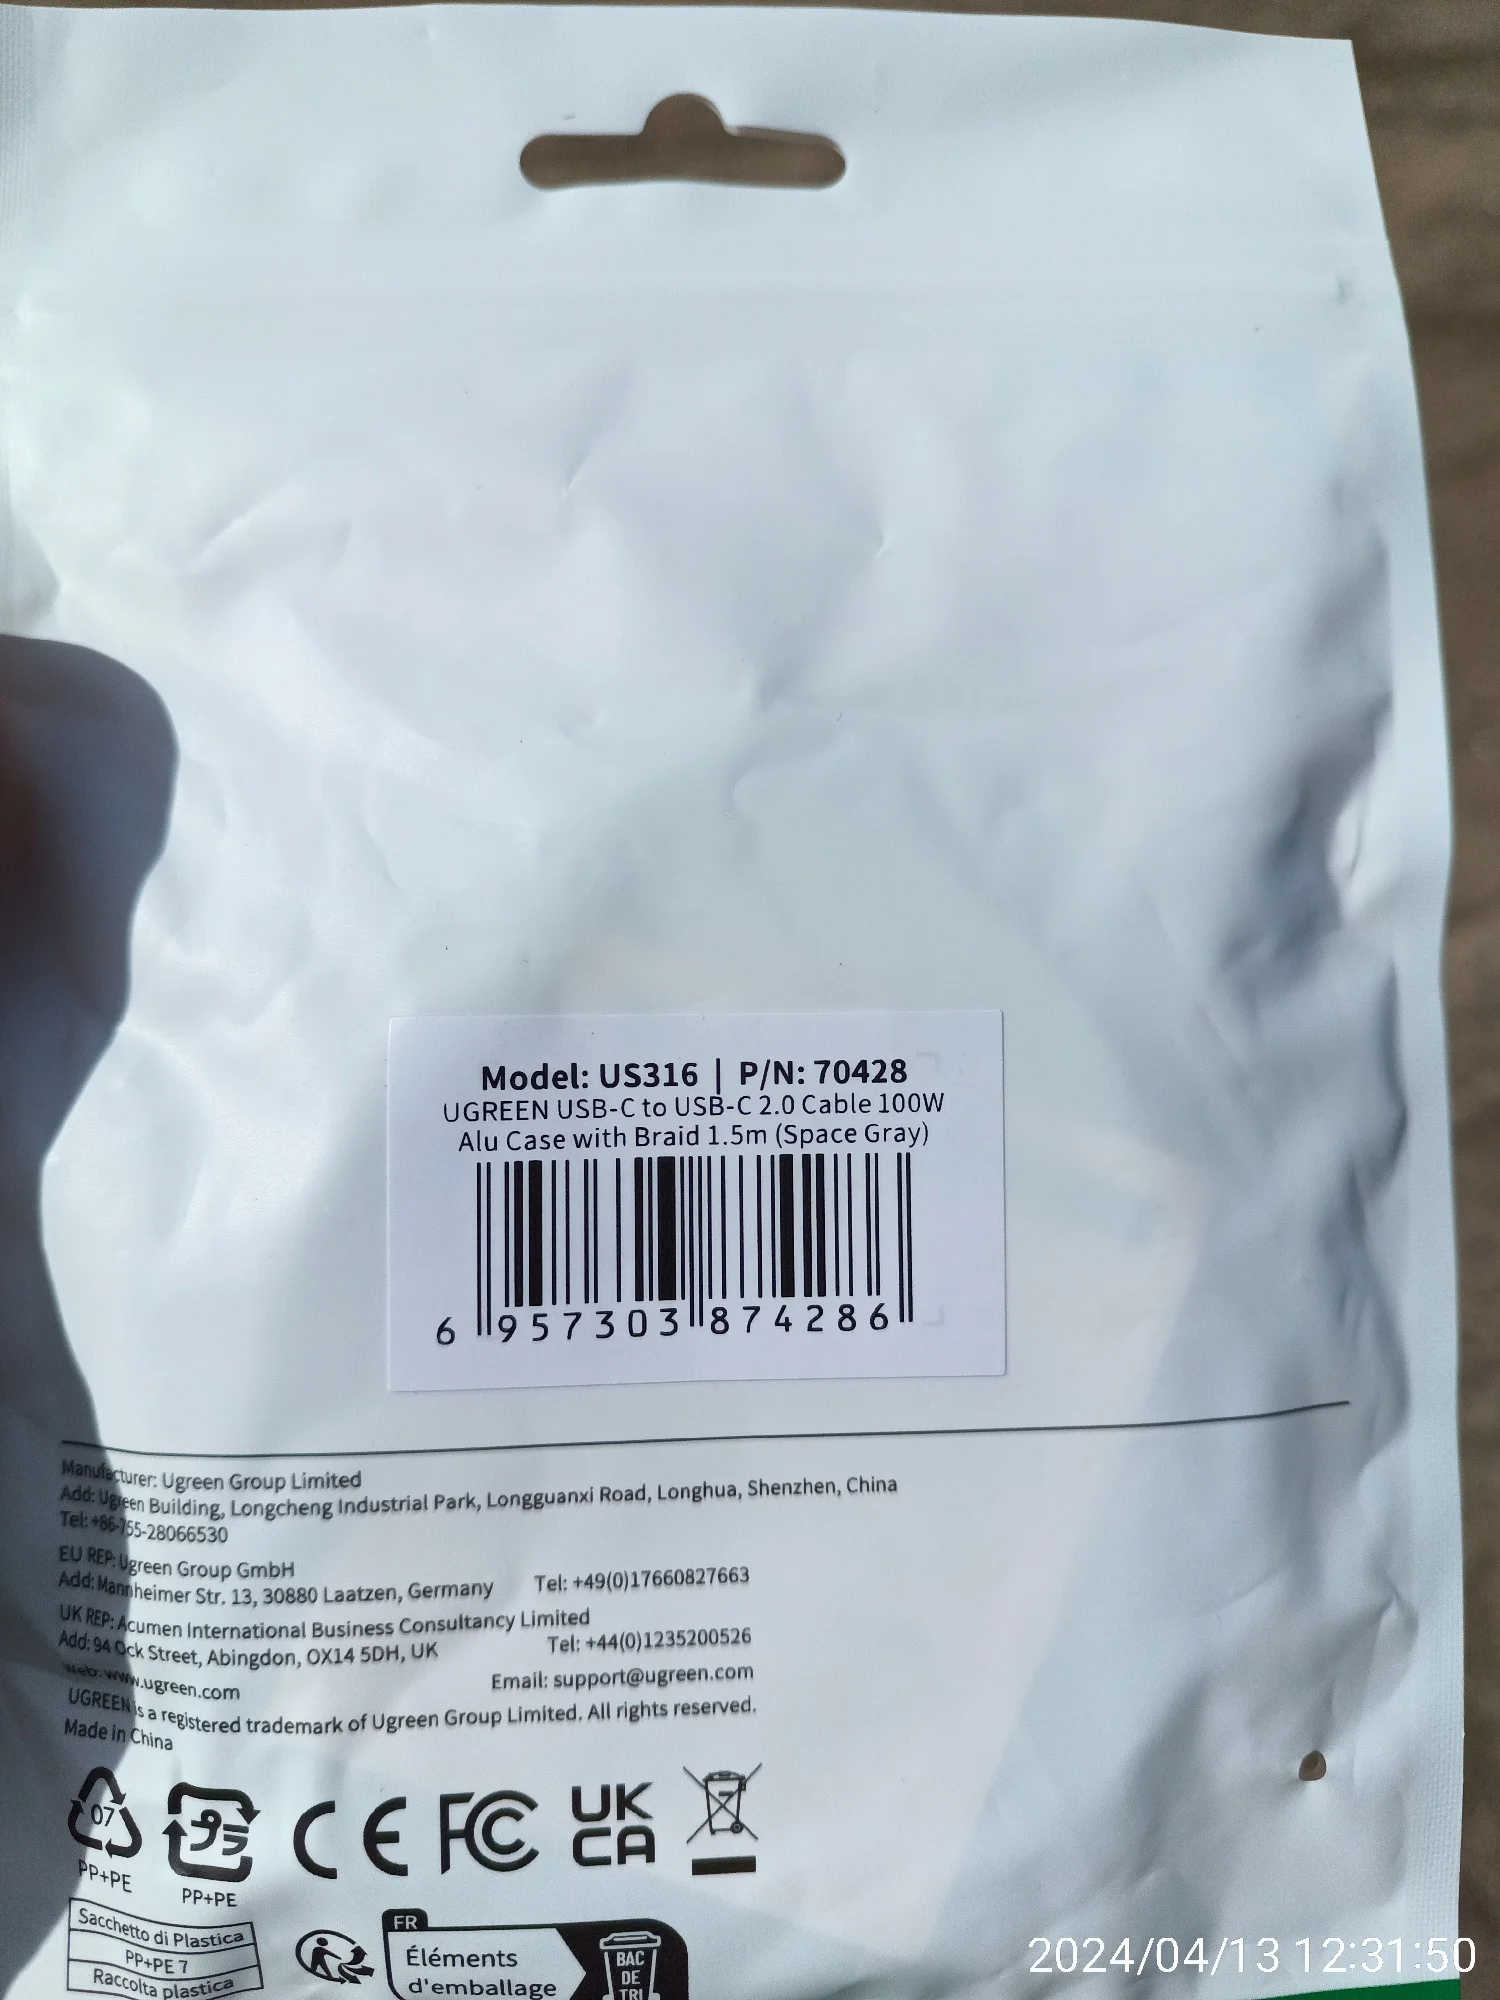 Model: US316 | P/N: 70428
UGREEN USB-C to USB-C 2.0 Cable 100W
Alu Case with Braid 1.5m (Space Gray)
6 957303 874286
Manufacturer: Ugreen Group Limited
Add: Ugreen Building, Longcheng Industrial Park, Longguanxi Road, Longhua, Shenzhen, China
Tel: +86-755-28066530
EU REP: Ugreen Group GmbH
Add: Mannheimer Str. 13, 30880 Laatzen, Germany Tel: +49(0)17660827663
UK REP: Acumen International Business Consultancy Limited
Add: 94 Ock Street, Abingdon, OX14 5DH, UK Tel: +44(0)1235200526
Web: www.ugreen.com Email: support@ugreen.com
UGREEN is a registered trademark of Ugreen Group Limited. All rights reserved.
Made in China
07
PP+PE
プラ
PP+PE
CE FC UK
CA
Sacchetto di Plastica
PP+PE 7
Raccolta plastica
FR
Éléments
d'emballage
BAC
DE
TRI
2024/04/13 12:31:50